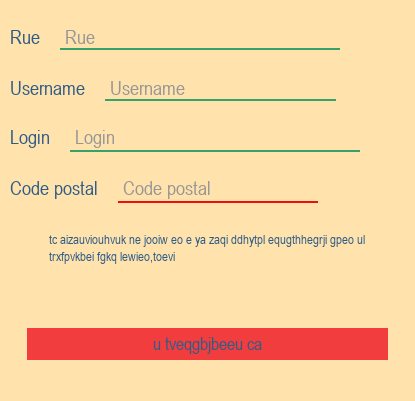 Rue Rue
Username Username
Login Login
Code postal Code postal
tc aizauviouhvuk ne jooiw eo e ya zaqi ddhytpl equgthhegrji gpeo ul
trxfpvkbei fgkq lewieo,toevi
u tveqgbjbeeu ca